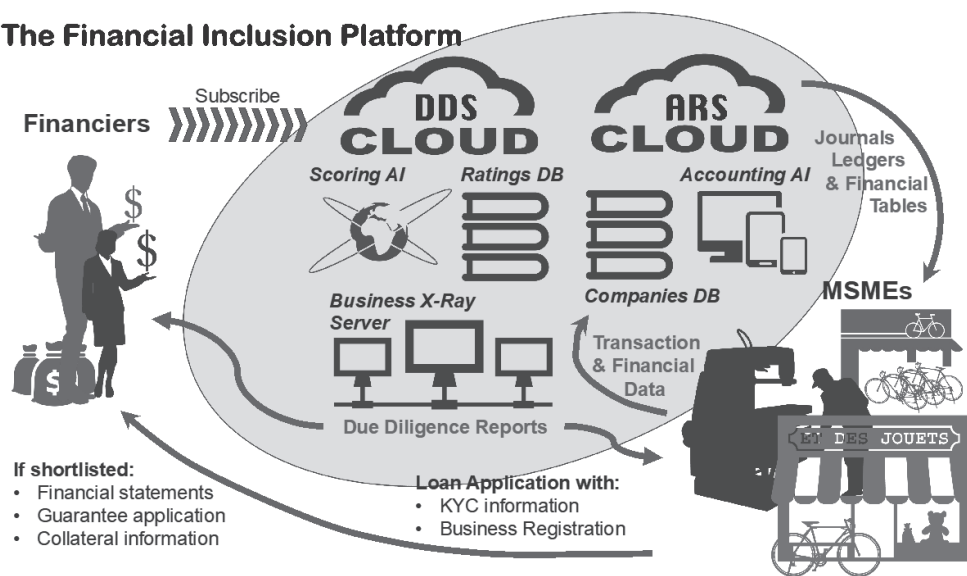 The Financial Inclusion Platform
Subscribe
Financiers
$
$
$
DDS
CLOUD
ARS
CLOUD
Scoring AI
Ratings DB
Accounting AI
Companies DB
Business X-Ray
Server
Journals
Ledgers
& Financial
Tables
MSMEs
Transaction
& Financial
Data
Due Diligence Reports
ET DES JOUETS
If shortlisted:
• Financial statements
• Guarantee application
• Collateral information
Loan Application with:
• KYC information
• Business Registration